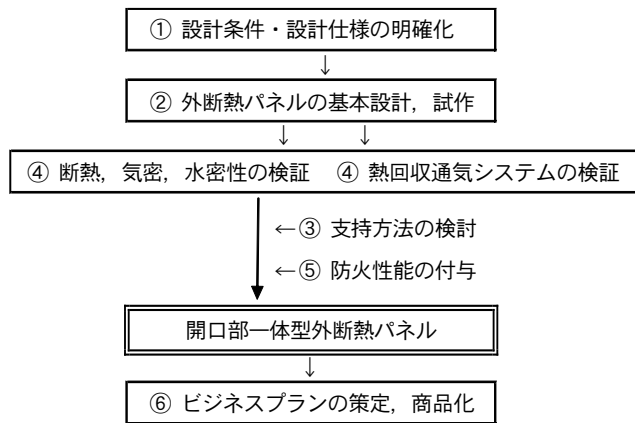 ① 設計条件・設計仕様の明確化
↓
② 外断熱パネルの基本設計，試作
↓ ↓
④ 断熱，気密，水密性の検証 ④ 熱回収通気システムの検証
←③ 支持方法の検討
←⑤ 防火性能の付与
開口部一体型外断熱パネル
↓
⑥ ビジネスプランの策定，商品化